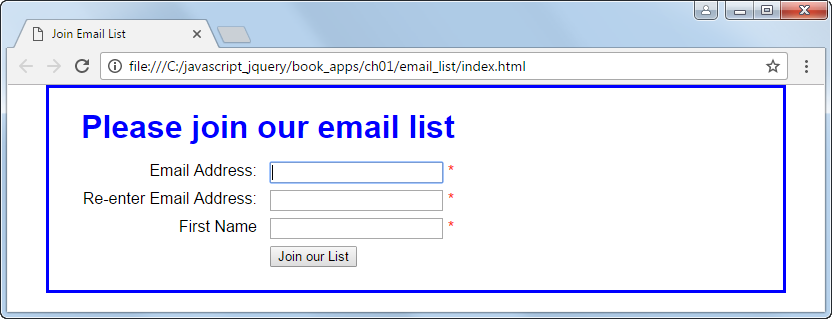 Join Email List
file:///C:/javascript_jquery/book_apps/ch01/email_list/index.html
Please join our email list
Email Address: *
Re-enter Email Address: *
First Name *
Join our List